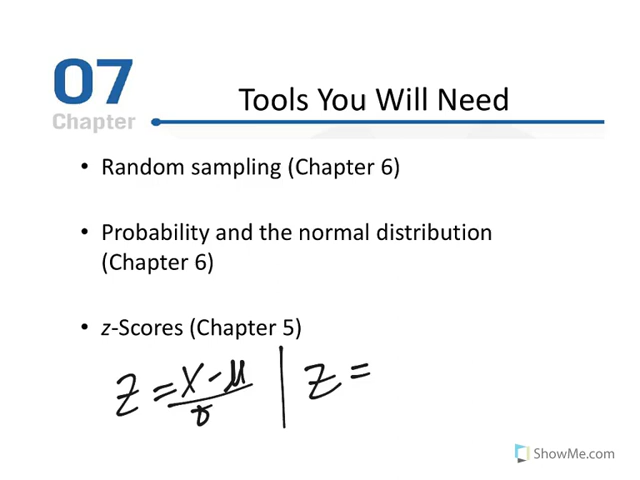 07
Chapter
Tools You Will Need
• Random sampling (Chapter 6)
• Probability and the normal distribution
(Chapter 6)
• z-Scores (Chapter 5)
z = x - μ / σ | z =
ShowMe.com